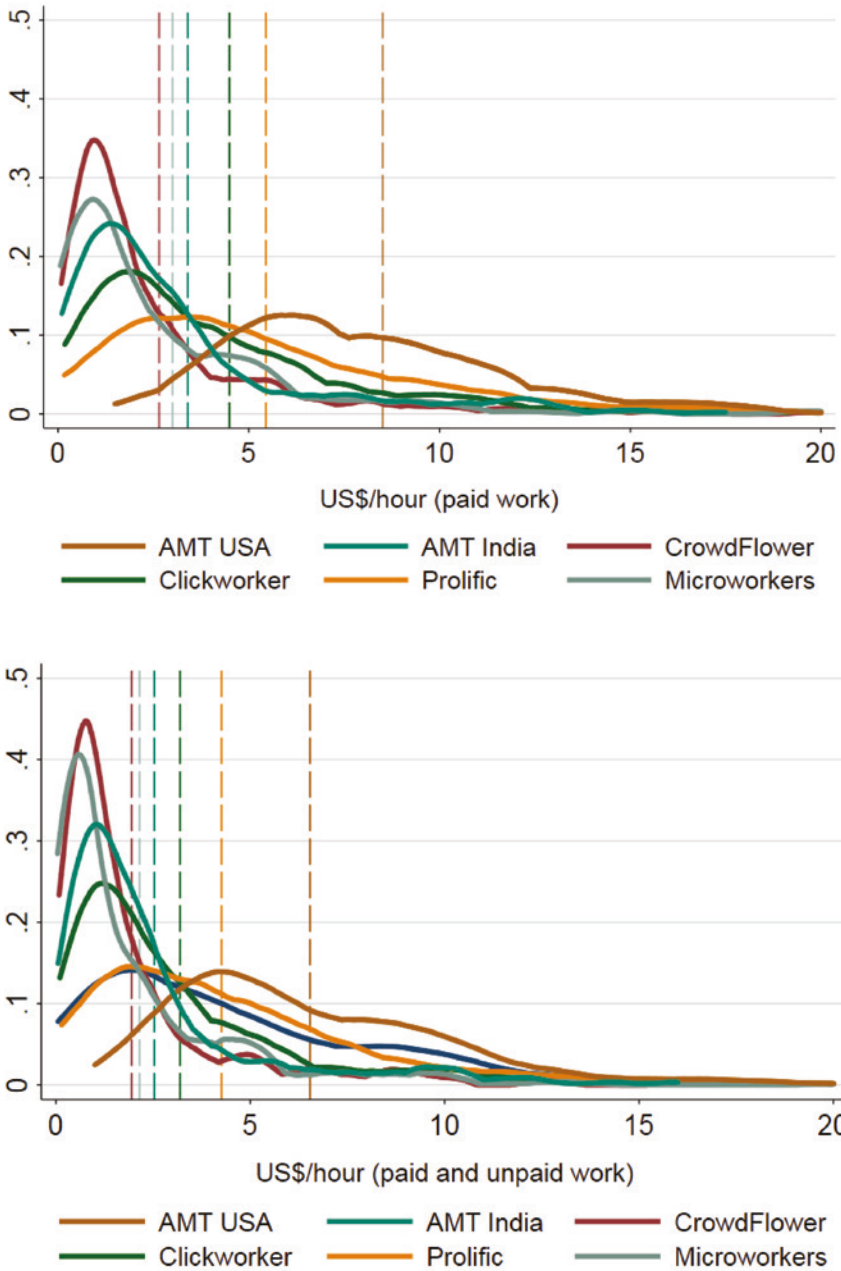 .5
.4
.3
.2
.1
0
0 5 10 15 20
US$/hour (paid work)
AMT USA AMT India CrowdFlower
Clickworker Prolific Microworkers
.5
.4
.3
.2
.1
0
0 5 10 15 20
US$/hour (paid and unpaid work)
AMT USA AMT India CrowdFlower
Clickworker Prolific Microworkers